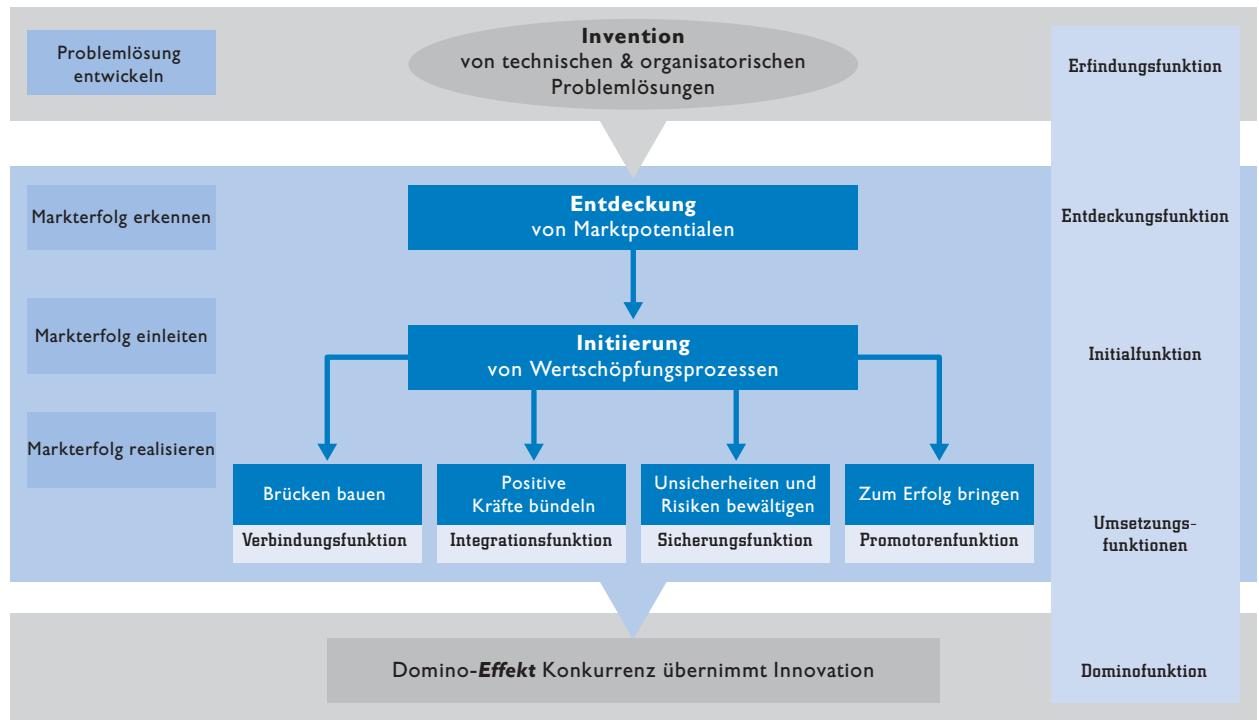 Problemlösung
entwickeln
Invention
von technischen & organisatorischen
Problemlösungen
Erfindungsfunktion
Markterfolg erkennen
Entdeckung
von Marktpotentialen
Entdeckungsfunktion
Markterfolg einleiten
Initiierung
von Wertschöpfungsprozessen
Initialfunktion
Markterfolg realisieren
Brücken bauen
Verbindungsfunktion
Positive
Kräfte bündeln
Integrationsfunktion
Unsicherheiten und
Risiken bewältigen
Sicherungsfunktion
Zum Erfolg bringen
Promotorenfunktion
Umsetzungs-
funktionen
Domino-Effekt Konkurrenz übernimmt Innovation
Dominofunktion